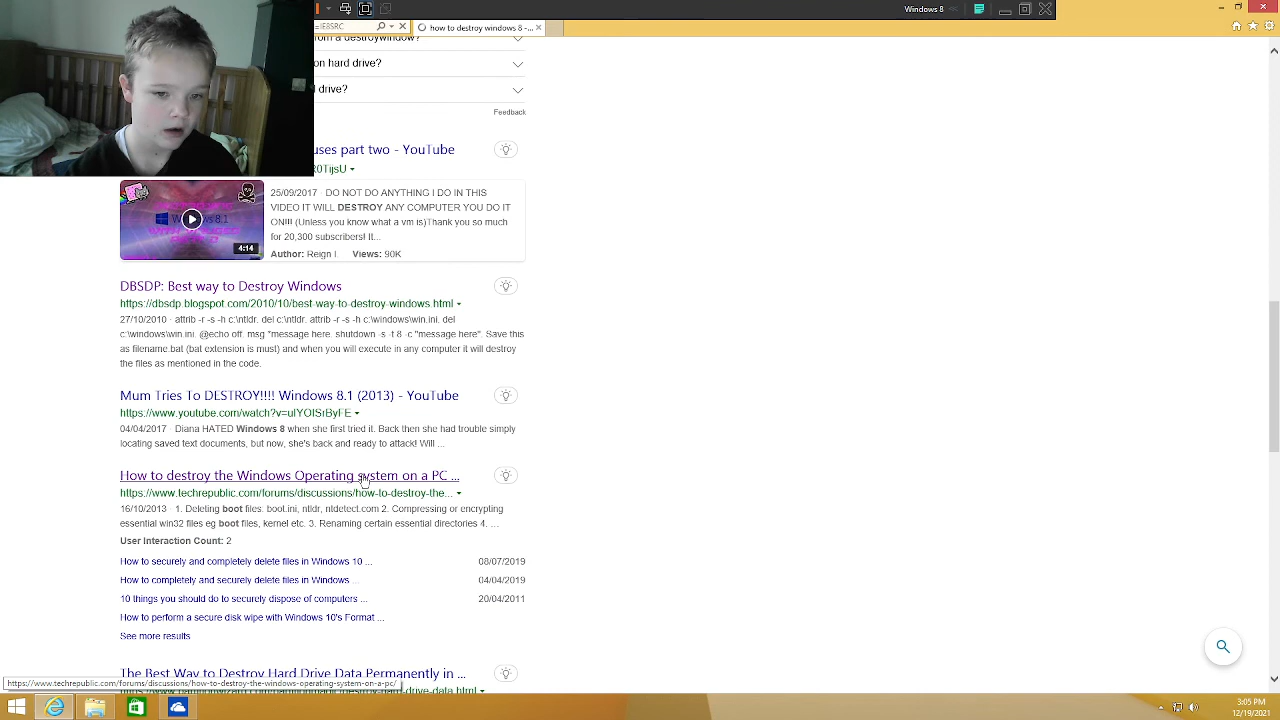 =IE8SRC
how to destroy windows 8 -...
Windows 8
from a destroywindow?
on hard drive?
d drive?
Feedback
uses part two - YouTube
R0TijsU
25/09/2017 · DO NOT DO ANYTHING I DO IN THIS
VIDEO IT WILL DESTROY ANY COMPUTER YOU DO IT
ON!!! (Unless you know what a vm is)Thank you so much
for 20,300 subscribers! It...
4:14
Author: Reign I. Views: 90K
DBSDP: Best way to Destroy Windows
https://dbsdp.blogspot.com/2010/10/best-way-to-destroy-windows.html
27/10/2010 · attrib -r -s -h c:\ntldr. del c:\ntldr. attrib -r -s -h c:\windows\win.ini. del
c:\windows\win.ini. @echo off. msg "message here. shutdown -s -t 8 -c "message here". Save this
as filename.bat (bat extension is must) and when you will execute in any computer it will destroy
the files as mentioned in the code.
Mum Tries To DESTROY!!!! Windows 8.1 (2013) - YouTube
https://www.youtube.com/watch?v=uIYOISrByFE
04/04/2017 · Diana HATED Windows 8 when she first tried it. Back then she had trouble simply
locating saved text documents, but now, she's back and ready to attack! Will ...
How to destroy the Windows Operating system on a PC ...
https://www.techrepublic.com/forums/discussions/how-to-destroy-the...
16/10/2013 · 1. Deleting boot files. boot.ini, ntldr, ntdetect.com 2. Compressing or encrypting
essential win32 files eg boot files, kernel etc. 3. Renaming certain essential directories 4. ...
User Interaction Count: 2
How to securely and completely delete files in Windows 10 ... 08/07/2019
How to completely and securely delete files in Windows ... 04/04/2019
10 things you should do to securely dispose of computers ... 20/04/2011
How to perform a secure disk wipe with Windows 10's Format ...
See more results
The Best Way to Destroy Hard Drive Data Permanently in ...
https://www.techrepublic.com/forums/discussions/how-to-destroy-the-windows-operating-system-on-a-pc/
3:05 PM
12/19/2021